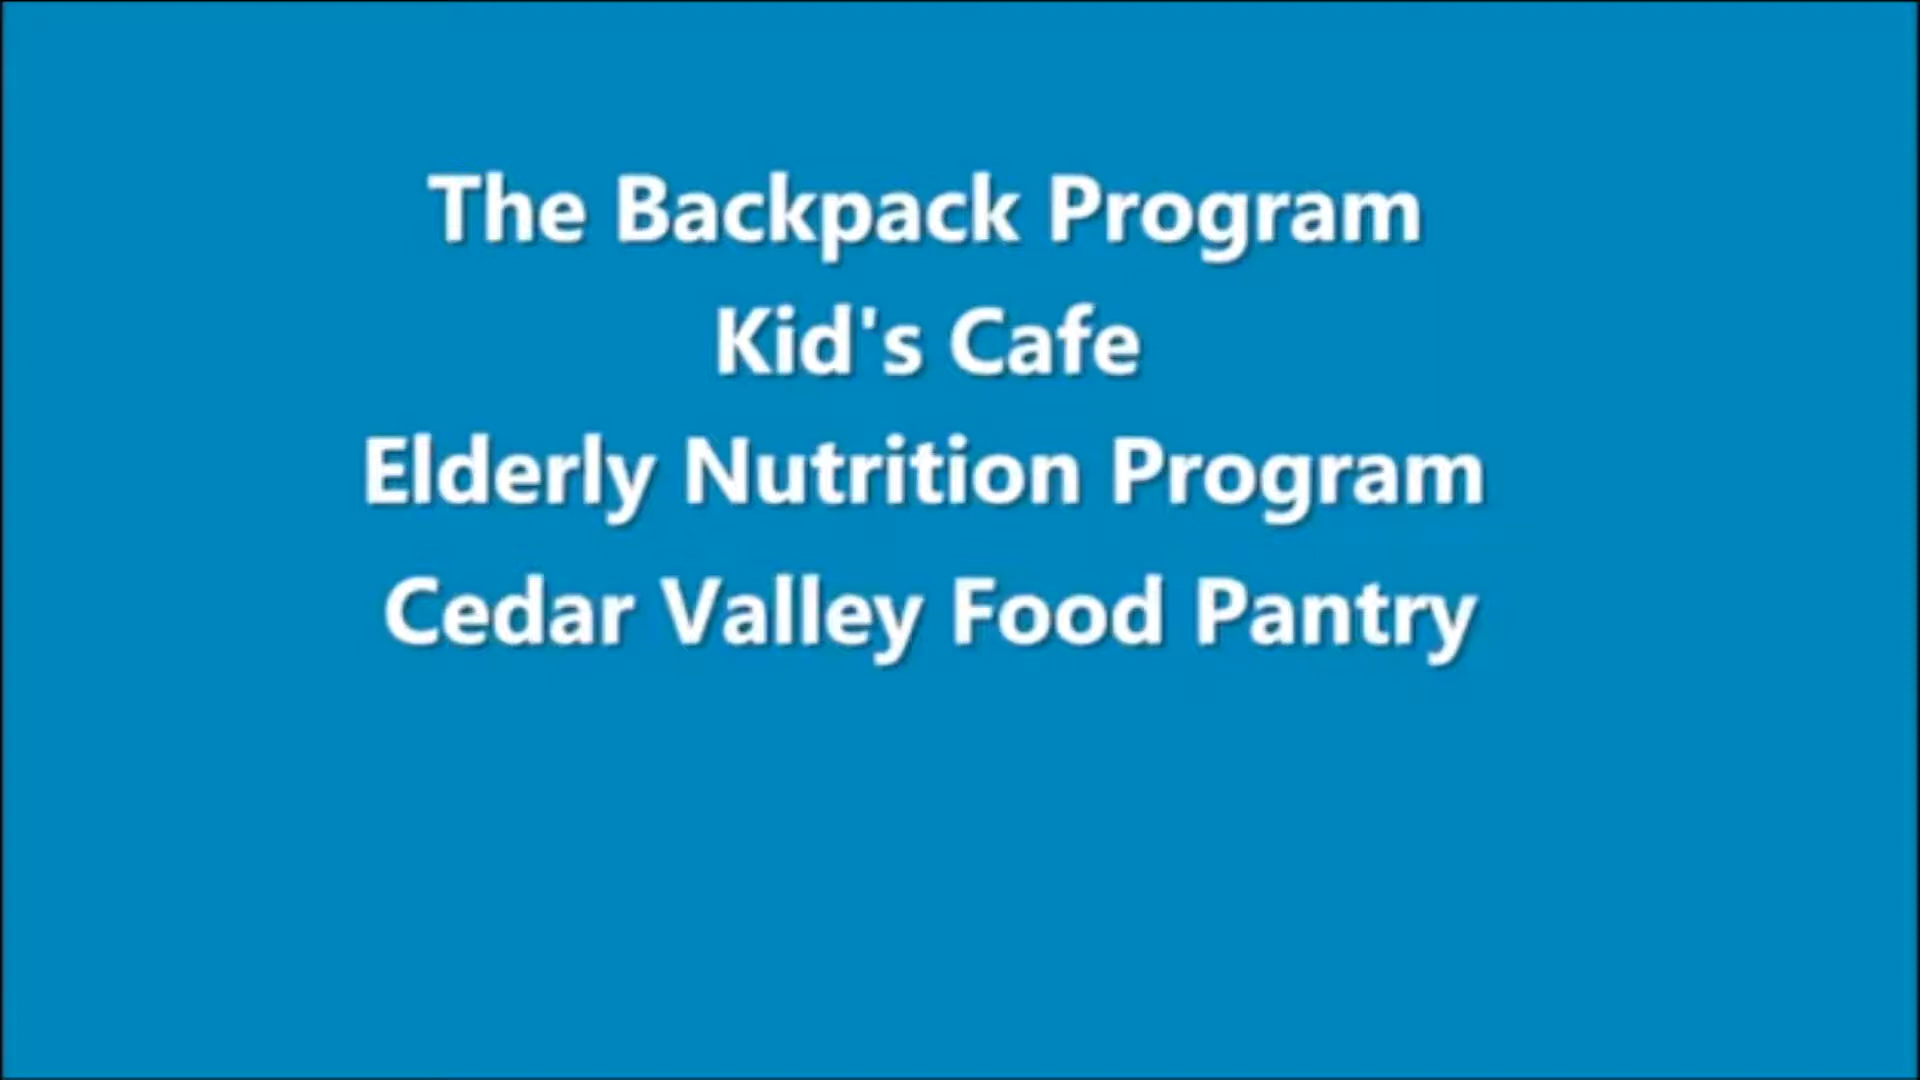 The Backpack Program
Kid's Cafe
Elderly Nutrition Program
Cedar Valley Food Pantry